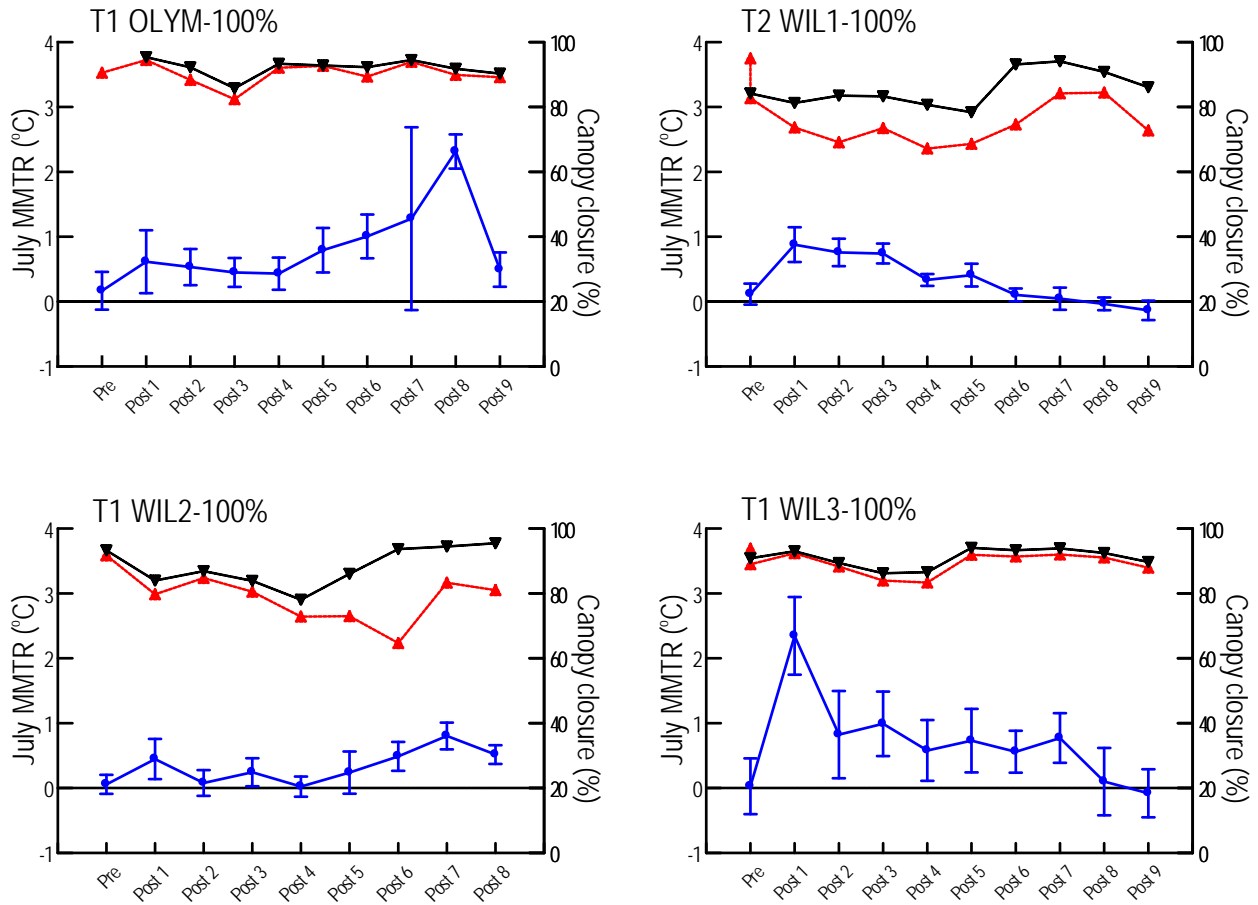 T1 OLYM-100%
4
3
2
1
0
-1
July MMTR (ºC)
100
80
60
40
20
0
Canopy closure (%)
Pre
Post 1
Post 2
Post 3
Post 4
Post 5
Post 6
Post 7
Post 8
Post 9
T2 WIL1-100%
4
3
2
1
0
-1
July MMTR (ºC)
100
80
60
40
20
0
Canopy closure (%)
Pre
Post 1
Post 2
Post 3
Post 4
Post 5
Post 6
Post 7
Post 8
Post 9
T1 WIL2-100%
4
3
2
1
0
-1
July MMTR (ºC)
100
80
60
40
20
0
Canopy closure (%)
Pre
Post 1
Post 2
Post 3
Post 4
Post 5
Post 6
Post 7
Post 8
T1 WIL3-100%
4
3
2
1
0
-1
July MMTR (ºC)
100
80
60
40
20
0
Canopy closure (%)
Pre
Post 1
Post 2
Post 3
Post 4
Post 5
Post 6
Post 7
Post 8
Post 9